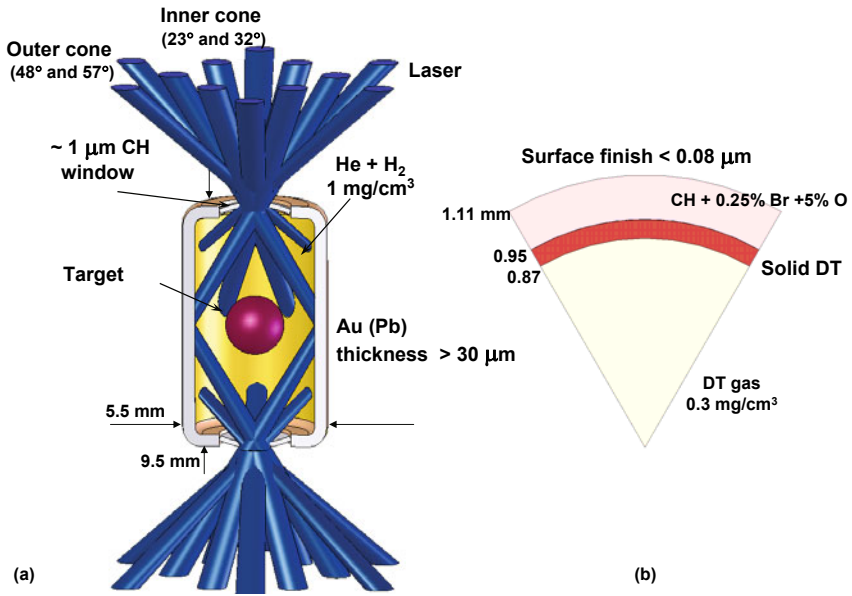 Inner cone
(23° and 32°)
Outer cone
(48° and 57°)
Laser
~ 1 μm CH
window
He + H₂
1 mg/cm³
Target
Au (Pb)
thickness > 30 μm
5.5 mm
9.5 mm
(a)
Surface finish < 0.08 μm
CH + 0.25% Br +5% O
1.11 mm
0.95
0.87
Solid DT
DT gas
0.3 mg/cm³
(b)